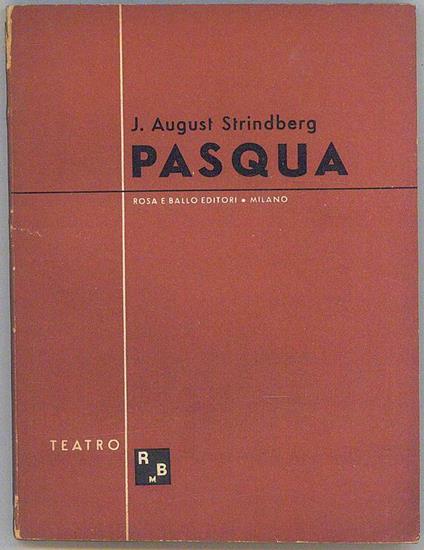 J. August Strindberg
PASQUA
ROSA E BALLO EDITORI • MILANO
TEATRO
R B
M